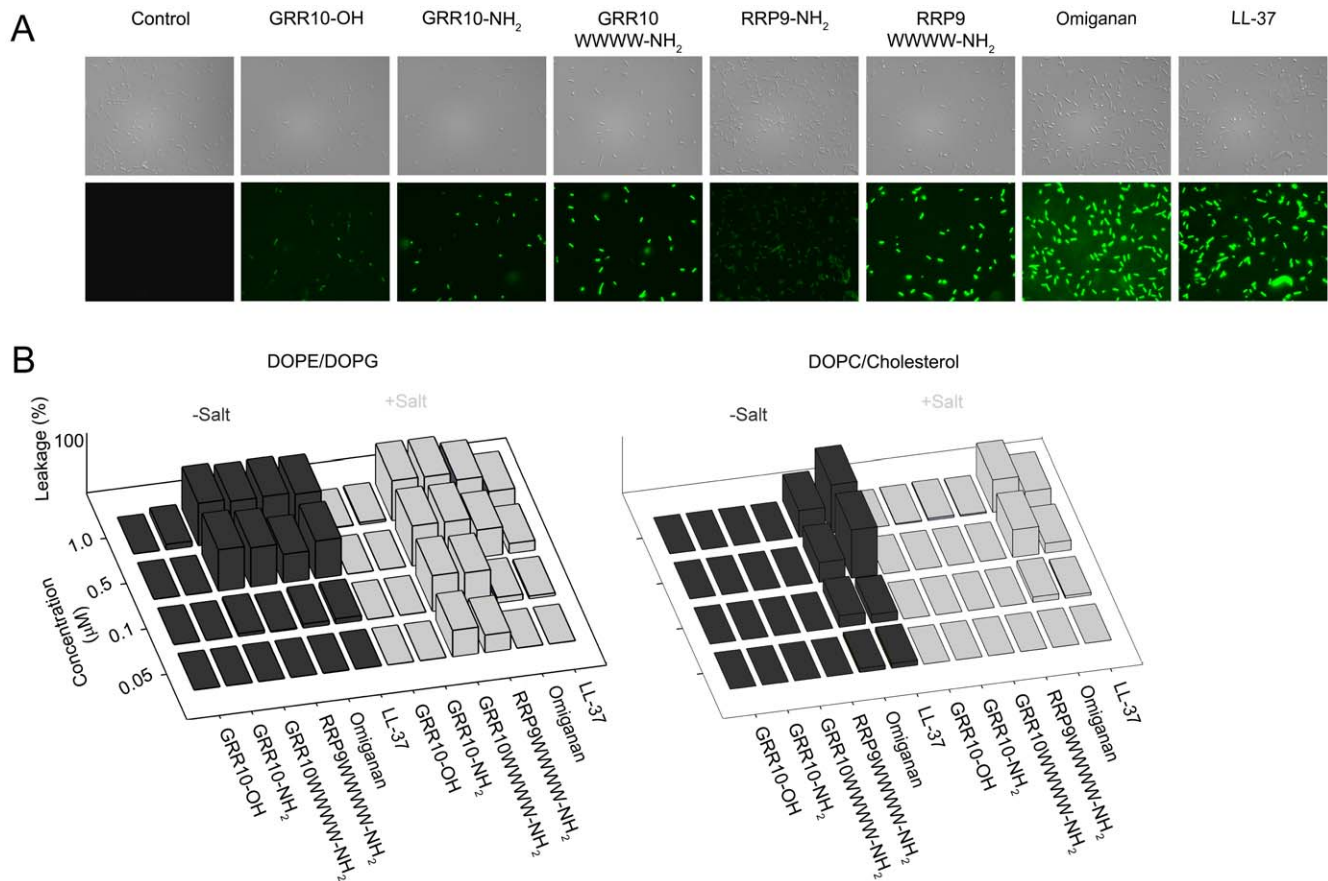 A
Control
GRR10-OH
GRR10-NH2
GRR10
WWWW-NH2
RRP9-NH2
RRP9
WWWW-NH2
Omiganan
LL-37
B
DOPE/DOPG
-Salt
+Salt
Leakage (%)
100
1.0
0.5
0.1
0.05
Concentration
(µM)
GRR10-OH
GRR10-NH2
GRR10WWWW-NH2
RRP9WWWW-NH2
Omiganan
LL-37
GRR10-OH
GRR10-NH2
GRR10WWWW-NH2
RRP9WWWW-NH2
Omiganan
LL-37
DOPC/Cholesterol
-Salt
+Salt
GRR10-OH
GRR10-NH2
GRR10WWWW-NH2
RRP9WWWW-NH2
Omiganan
LL-37
GRR10-OH
GRR10-NH2
GRR10WWWW-NH2
RRP9WWWW-NH2
Omiganan
LL-37